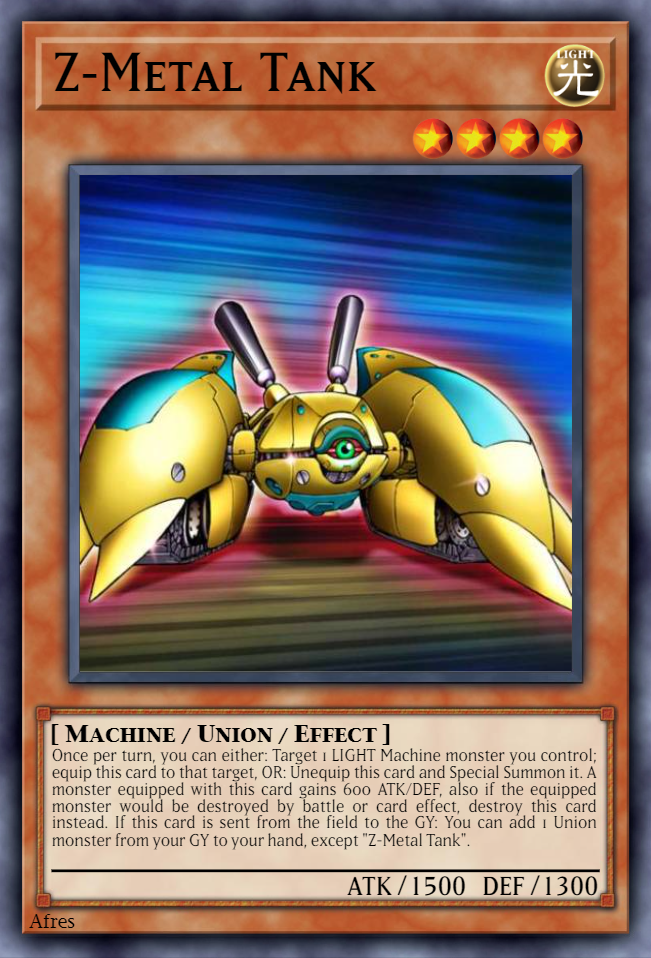 Z-Metal Tank
LIGHT
光
[ Machine / Union / Effect ]
Once per turn, you can either: Target 1 LIGHT Machine monster you control;
equip this card to that target, OR: Unequip this card and Special Summon it. A
monster equipped with this card gains 600 ATK/DEF, also if the equipped
monster would be destroyed by battle or card effect, destroy this card
instead. If this card is sent from the field to the GY: You can add 1 Union
monster from your GY to your hand, except "Z-Metal Tank".
ATK / 1500 DEF / 1300
Afres